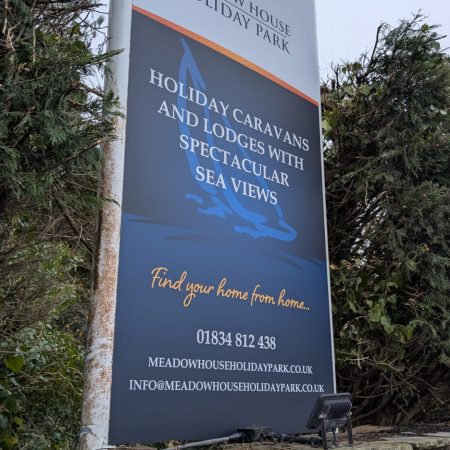 HOUSE
HOLIDAY PARK
HOLIDAY CARAVANS
AND LODGES WITH
SPECTACULAR
SEA VIEWS
Find your home from home...
01834 812 438
MEADOWHOUSEHOLIDAYPARK.CO.UK
INFO@MEADOWHOUSEHOLIDAYPARK.CO.UK